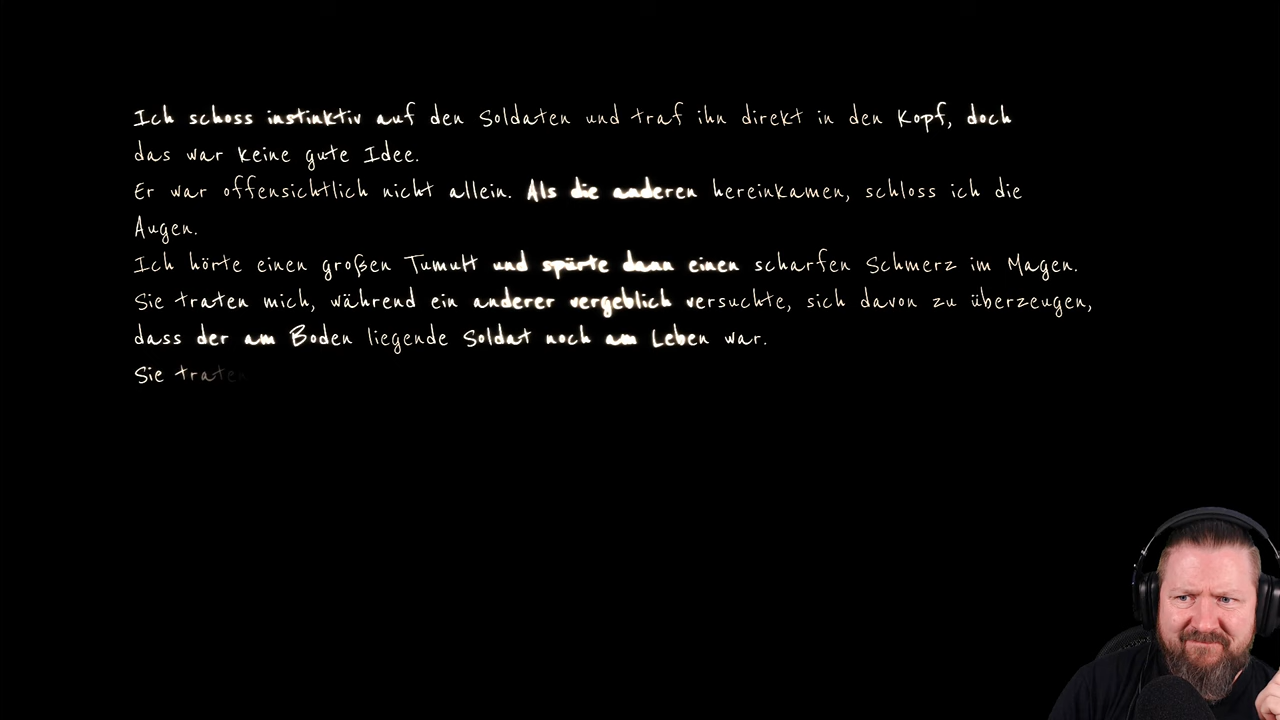 Ich schoss instinktiv auf den Soldaten und traf ihn direkt in den Kopf, doch
das war keine gute Idee.
Er war offensichtlich nicht allein. Als die anderen hereinkamen, schloss ich die
Augen.
Ich hörte einen großen Tumult und spürte dann einen scharfen Schmerz im Magen.
Sie traten mich, während ein anderer vergeblich versuchte, sich davon zu überzeugen,
dass der am Boden liegende Soldat noch am Leben war.
Sie traten